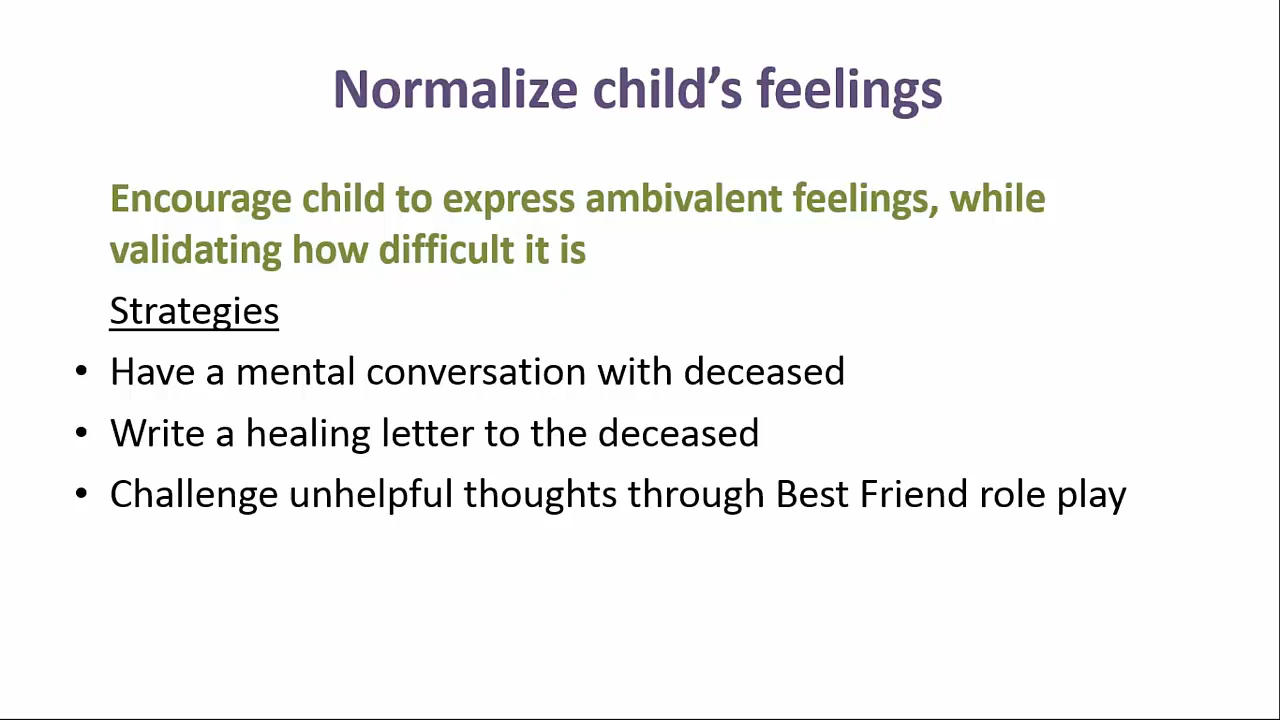 Normalize child’s feelings
Encourage child to express ambivalent feelings, while
validating how difficult it is
Strategies
• Have a mental conversation with deceased
• Write a healing letter to the deceased
• Challenge unhelpful thoughts through Best Friend role play